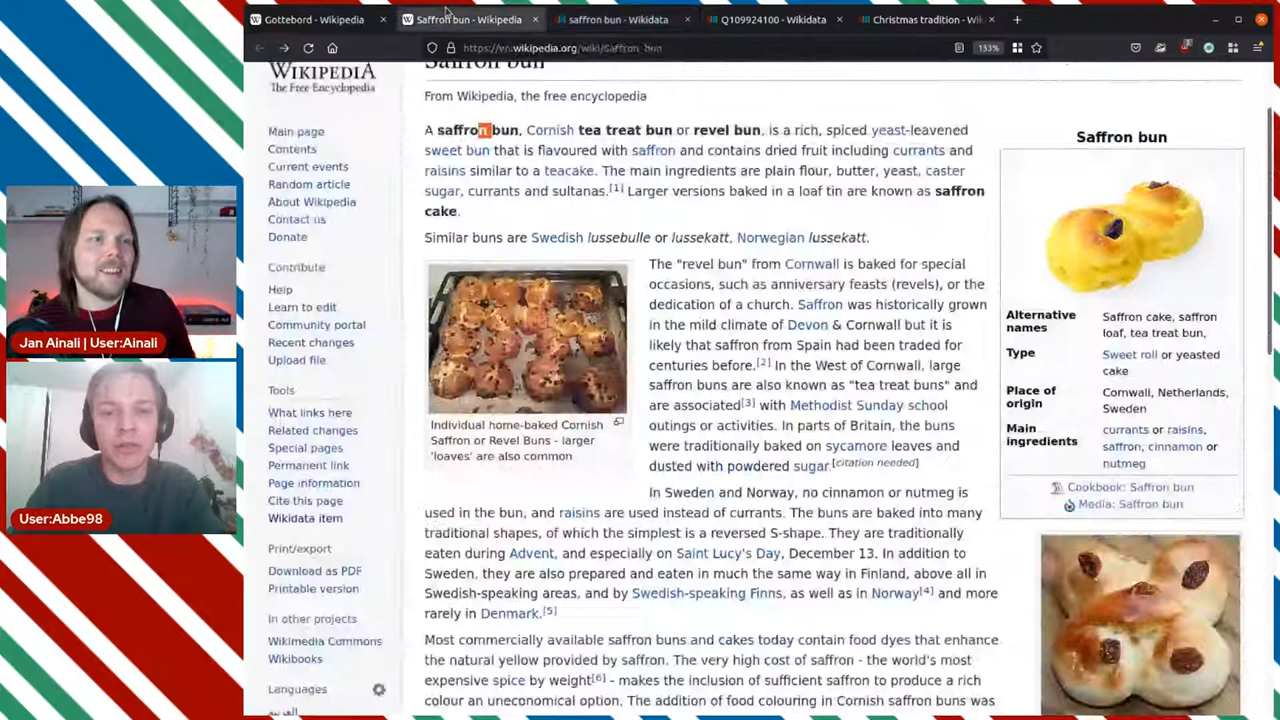 Gottebord - Wikipedia
Saffron bun - Wikipedia
saffron bun - Wikidata
Q109924100 - Wikidata
Christmas tradition - Wik
wikipedia.org/wiki/Saffron_bun
133%
WIKIPEDIA
The Free Encyclopedia
Main page
Contents
Current events
Random article
About Wikipedia
Contact us
Donate
Contribute
Help
Learn to edit
Community portal
Recent changes
Upload file
Tools
What links here
Related changes
Special pages
Permanent link
Page information
Cite this page
Wikidata item
Print/export
Download as PDF
Printable version
In other projects
Wikimedia Commons
Wikibooks
Languages
العربية
Saffron bun
From Wikipedia, the free encyclopedia
A saffron bun, Cornish tea treat bun or revel bun, is a rich, spiced yeast-leavened
sweet bun that is flavoured with saffron and contains dried fruit including currants and
raisins similar to a teacake. The main ingredients are plain flour, butter, yeast, caster
sugar, currants and sultanas.[1] Larger versions baked in a loaf tin are known as saffron
cake.
Similar buns are Swedish lussebulle or lussekatt, Norwegian lussekatt.
Individual home-baked Cornish
Saffron or Revel Buns - larger
'loaves' are also common
The "revel bun" from Cornwall is baked for special
occasions, such as anniversary feasts (revels), or the
dedication of a church. Saffron was historically grown
in the mild climate of Devon & Cornwall but it is
likely that saffron from Spain had been traded for
centuries before.[2] In the West of Cornwall, large
saffron buns are also known as "tea treat buns" and
are associated[3] with Methodist Sunday school
outings or activities. In parts of Britain, the buns
were traditionally baked on sycamore leaves and
dusted with powdered sugar.[citation needed]
In Sweden and Norway, no cinnamon or nutmeg is
used in the bun, and raisins are used instead of currants. The buns are baked into many
traditional shapes, of which the simplest is a reversed S-shape. They are traditionally
eaten during Advent, and especially on Saint Lucy's Day, December 13. In addition to
Sweden, they are also prepared and eaten in much the same way in Finland, above all in
Swedish-speaking areas, and by Swedish-speaking Finns, as well as in Norway[4] and more
rarely in Denmark.[5]
Most commercially available saffron buns and cakes today contain food dyes that enhance
the natural yellow provided by saffron. The very high cost of saffron - the world's most
expensive spice by weight[6] - makes the inclusion of sufficient saffron to produce a rich
colour an uneconomical option. The addition of food colouring in Cornish saffron buns was
Saffron bun
Alternative names
Saffron cake, saffron loaf, tea treat bun,
Type
Sweet roll or yeasted cake
Place of origin
Cornwall, Netherlands, Sweden
Main ingredients
currants or raisins, saffron, cinnamon or nutmeg
Cookbook: Saffron bun
Media: Saffron bun
Jan Ainali | User:Ainali
User:Abbe98